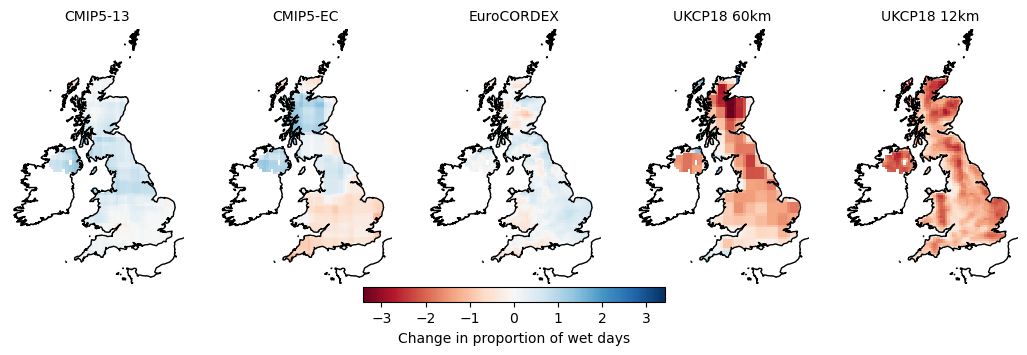 CMIP5-13 CMIP5-EC EuroCORDEX UKCP18 60km UKCP18 12km
−3 −2 −1 0 1 2 3
Change in proportion of wet days